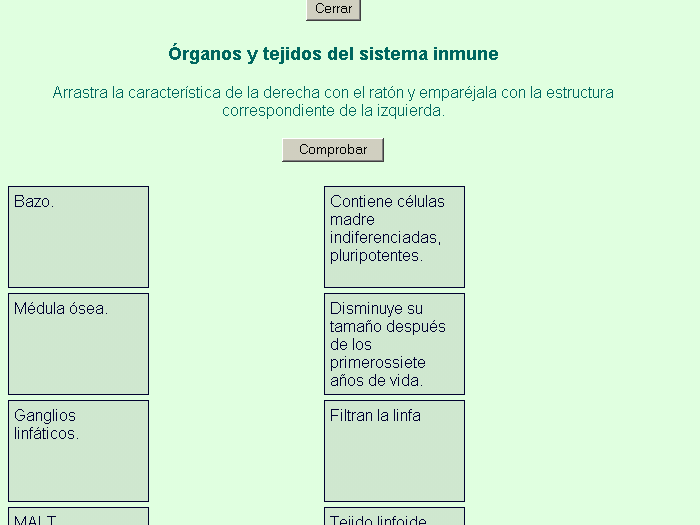 Cerrar
Órganos y tejidos del sistema inmune
Arrastra la característica de la derecha con el ratón y emparéjala con la estructura
correspondiente de la izquierda.
Comprobar
Bazo.
Contiene células
madre
indiferenciadas,
pluripotentes.
Médula ósea.
Disminuye su
tamaño después
de los
primerossiete
años de vida.
Ganglios
linfáticos.
Filtran la linfa
MALT
Tejido linfoide